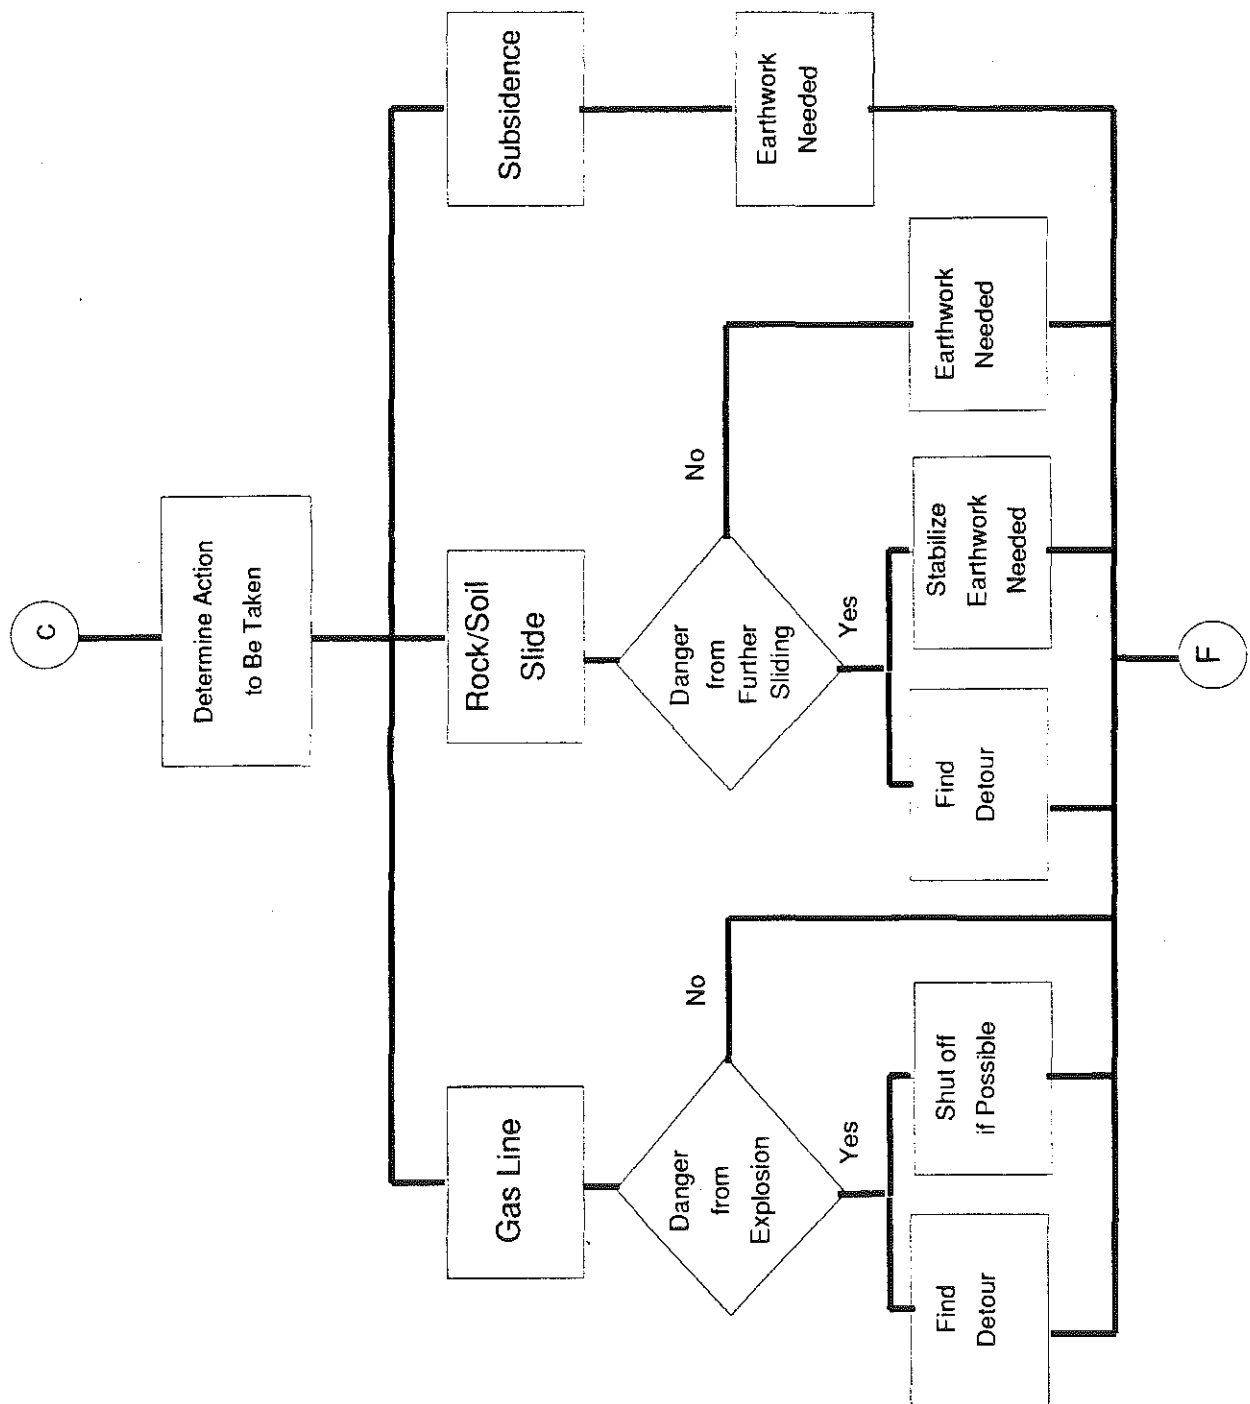 C
Determine Action
to Be Taken
Gas Line
Rock/Soil
Slide
Subsidence
Danger
from
Explosion
No
Yes
Danger
from
Further
Sliding
No
Yes
Earthwork
Needed
Find
Detour
Shut off
if Possible
Find
Detour
Stabilize
Earthwork
Needed
Earthwork
Needed
F